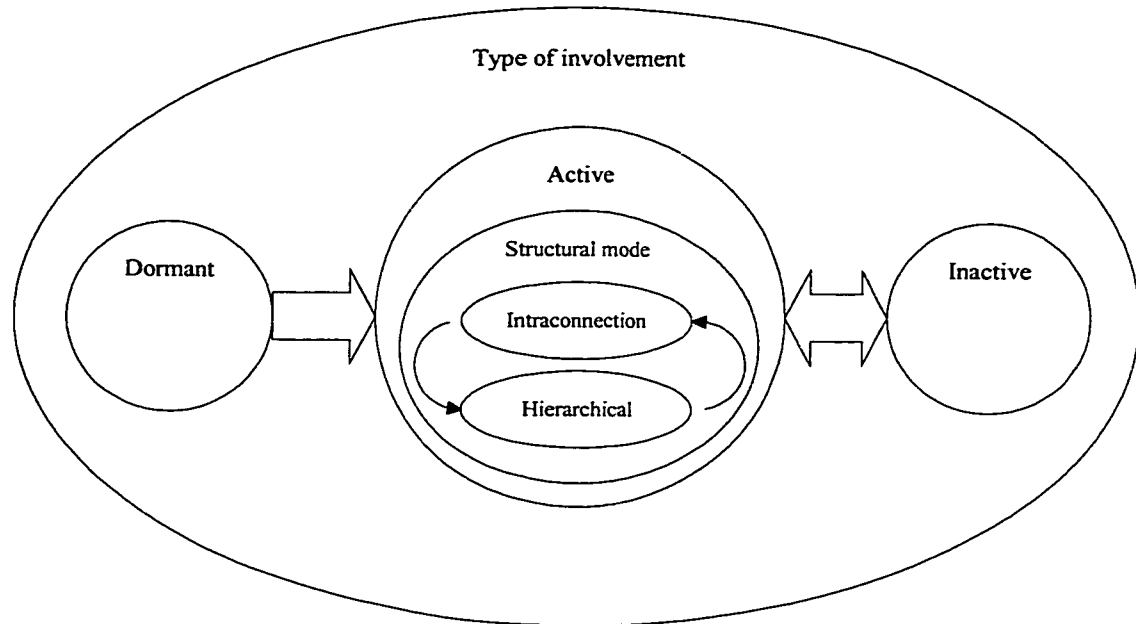 Type of involvement
Active
Structural mode
Dormant
Inactive
Intraconnection
Hierarchical